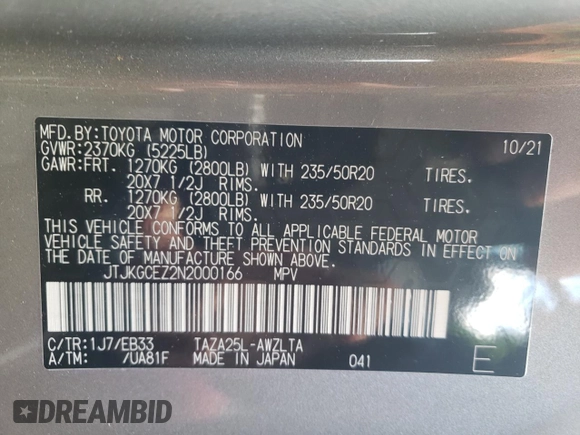 MFD.BY:TOYOTA MOTOR CORPORATION 10/21
GVWR:2370KG (5225LB)
GAWR:FRT. 1270KG (2800LB) WITH 235/50R20 TIRES.
20X7 1/2J RIMS.
RR. 1270KG (2800LB) WITH 235/50R20 TIRES.
20X7 1/2J RIMS.
THIS VEHICLE CONFORMS TO ALL APPLICABLE FEDERAL MOTOR
VEHICLE SAFETY AND THEFT PREVENTION STANDARDS IN EFFECT ON
THE DATE OF MANUFACTURE SHOWN ABOVE.
JTJKGCEZ2N2000166 MPV
C/TR:1J7/EB33 TAZA25L-AWZLTA
A/TM: /UA81F MADE IN JAPAN 041 E
DREAMBID